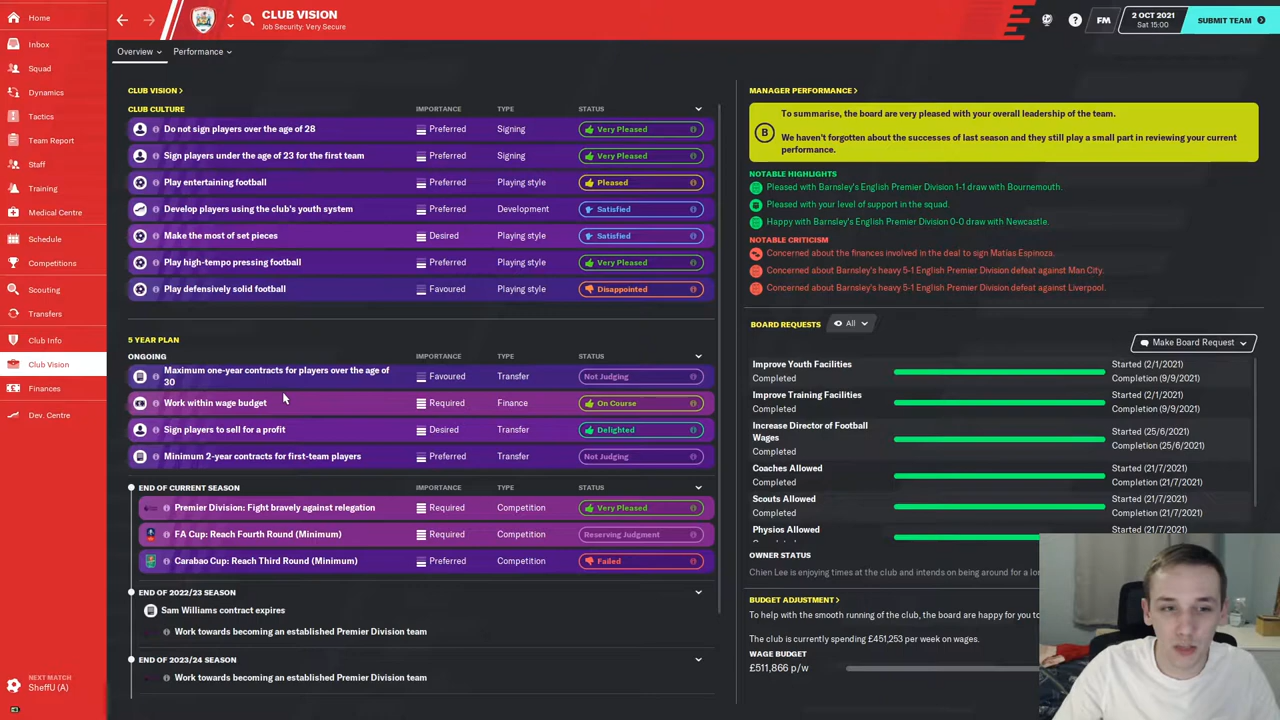 Home
Inbox
Squad
Dynamics
Tactics
Team Report
Staff
Training
Medical Centre
Schedule
Competitions
Scouting
Transfers
Club Info
Club Vision
Finances
Dev. Centre
NEXT MATCH
SheffU (A)
CLUB VISION
Job Security: Very Secure
?
FM
2 OCT 2021
Sat 15:00
SUBMIT TEAM
Overview
Performance
CLUB VISION >
CLUB CULTURE IMPORTANCE TYPE STATUS
Do not sign players over the age of 28 Preferred Signing Very Pleased
Sign players under the age of 23 for the first team Preferred Signing Very Pleased
Play entertaining football Preferred Playing style Pleased
Develop players using the club's youth system Preferred Development Satisfied
Make the most of set pieces Desired Playing style Satisfied
Play high-tempo pressing football Preferred Playing style Very Pleased
Play defensively solid football Favoured Playing style Disappointed
5 YEAR PLAN
ONGOING IMPORTANCE TYPE STATUS
Maximum one-year contracts for players over the age of
30 Favoured Transfer Not Judging
Work within wage budget Required Finance On Course
Sign players to sell for a profit Desired Transfer Delighted
Minimum 2-year contracts for first-team players Preferred Transfer Not Judging
END OF CURRENT SEASON IMPORTANCE TYPE STATUS
Premier Division: Fight bravely against relegation Required Competition Very Pleased
FA Cup: Reach Fourth Round (Minimum) Required Competition Reserving Judgment
Carabao Cup: Reach Third Round (Minimum) Preferred Competition Failed
END OF 2022/23 SEASON
Sam Williams contract expires
Work towards becoming an established Premier Division team
END OF 2023/24 SEASON
Work towards becoming an established Premier Division team
MANAGER PERFORMANCE >
B
To summarise, the board are very pleased with your overall leadership of the team.
We haven't forgotten about the successes of last season and they still play a small part in reviewing your current
performance.
NOTABLE HIGHLIGHTS
Pleased with Barnsley's English Premier Division 1-1 draw with Bournemouth.
Pleased with your level of support in the squad.
Happy with Barnsley's English Premier Division 0-0 draw with Newcastle.
NOTABLE CRITICISM
Concerned about the finances involved in the deal to sign Matías Espinoza.
Concerned about Barnsley's heavy 5-1 English Premier Division defeat against Man City.
Concerned about Barnsley's heavy 5-1 English Premier Division defeat against Liverpool.
BOARD REQUESTS All
Make Board Request
Improve Youth Facilities Started (2/1/2021)
Completed Completion (9/9/2021)
Improve Training Facilities Started (2/1/2021)
Completed Completion (9/9/2021)
Increase Director of Football
Wages Started (25/6/2021)
Completed Completion (25/6/2021)
Coaches Allowed Started (21/7/2021)
Completed Completion (21/7/2021)
Scouts Allowed Started (21/7/2021)
Completed Completion (21/7/2021)
Physios Allowed Started (21/7/2021)
OWNER STATUS
Chien Lee is enjoying times at the club and intends on being around for a
BUDGET ADJUSTMENT >
To help with the smooth running of the club, the board are happy for
The club is currently spending £451,253 per week on wages.
WAGE BUDGET
£511,866 p/w